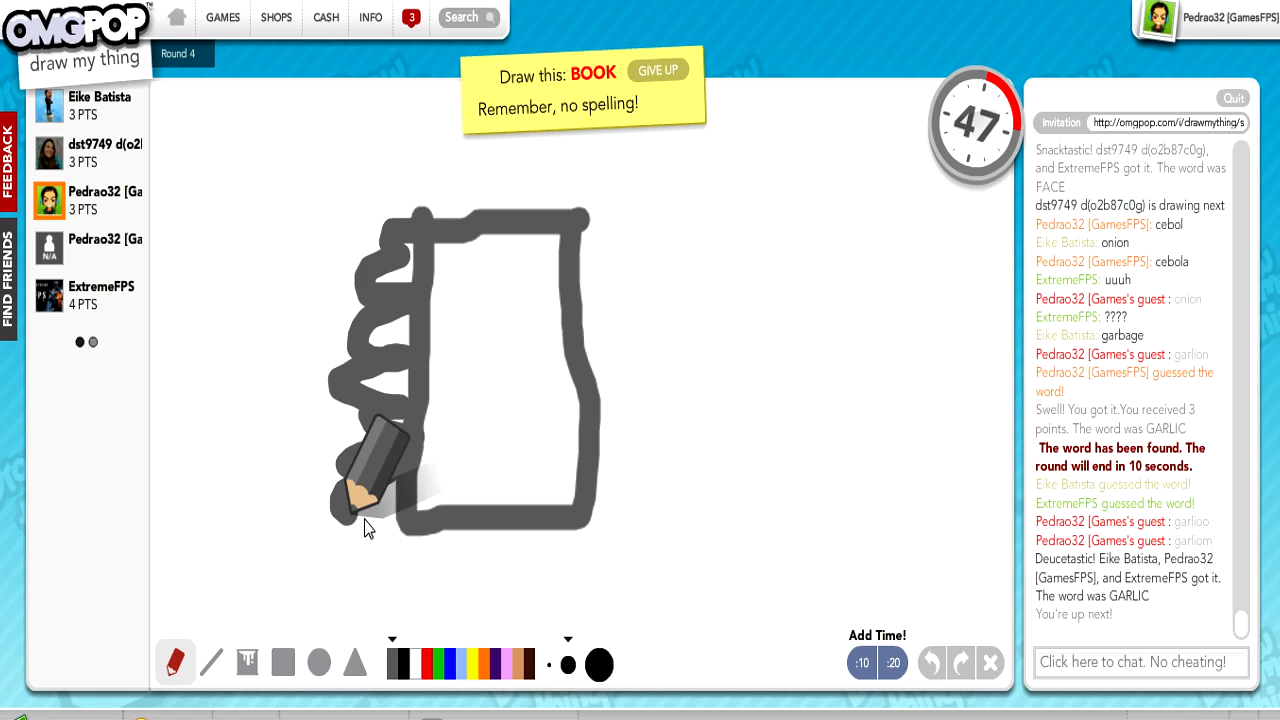 OMGPOP
draw my thing
GAMES
SHOPS
CASH
INFO
3
Search
Pedrao32 [GamesFPS]
Round 4
Draw this: BOOK
GIVE UP
Remember, no spelling!
47
FEEDBACK
FIND FRIENDS
Eike Batista
3 PTS
dst9749 d(o2l
3 PTS
Pedrao32 [Ga
3 PTS
N/A
Pedrao32 [Ga
ExtremeFPS
4 PTS
Quit
Invitation
http://omgpop.com/i/drawmything/s
Snacktastic! dst9749 d(o2b87c0g),
and ExtremeFPS got it. The word was
FACE
dst9749 d(o2b87c0g) is drawing next
Pedrao32 [GamesFPS]: cebol
Eike Batista: onion
Pedrao32 [GamesFPS]: cebola
ExtremeFPS: uuuh
Pedrao32 [Games's guest : onion
ExtremeFPS: ????
Eike Batista: garbage
Pedrao32 [Games's guest : garlion
Pedrao32 [GamesFPS] guessed the
word!
Swell! You got it.You received 3
points. The word was GARLIC
The word has been found. The
round will end in 10 seconds.
Eike Batista guessed the word!
ExtremeFPS guessed the word!
Pedrao32 [Games's guest : garlioo
Pedrao32 [Games's guest : garliom
Deucetastic! Eike Batista, Pedrao32
[GamesFPS], and ExtremeFPS got it.
The word was GARLIC
You're up next!
Click here to chat. No cheating!
Add Time!
:10
:20